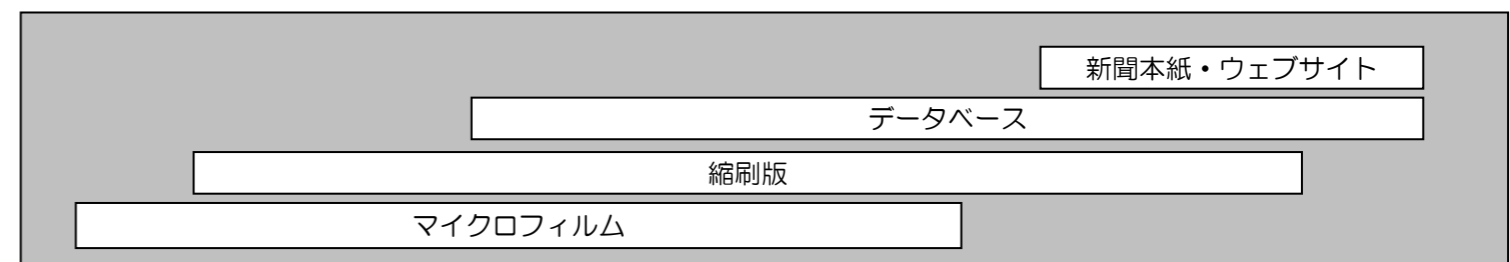 新聞本紙・ウェブサイト
データベース
縮刷版
マイクロフィルム